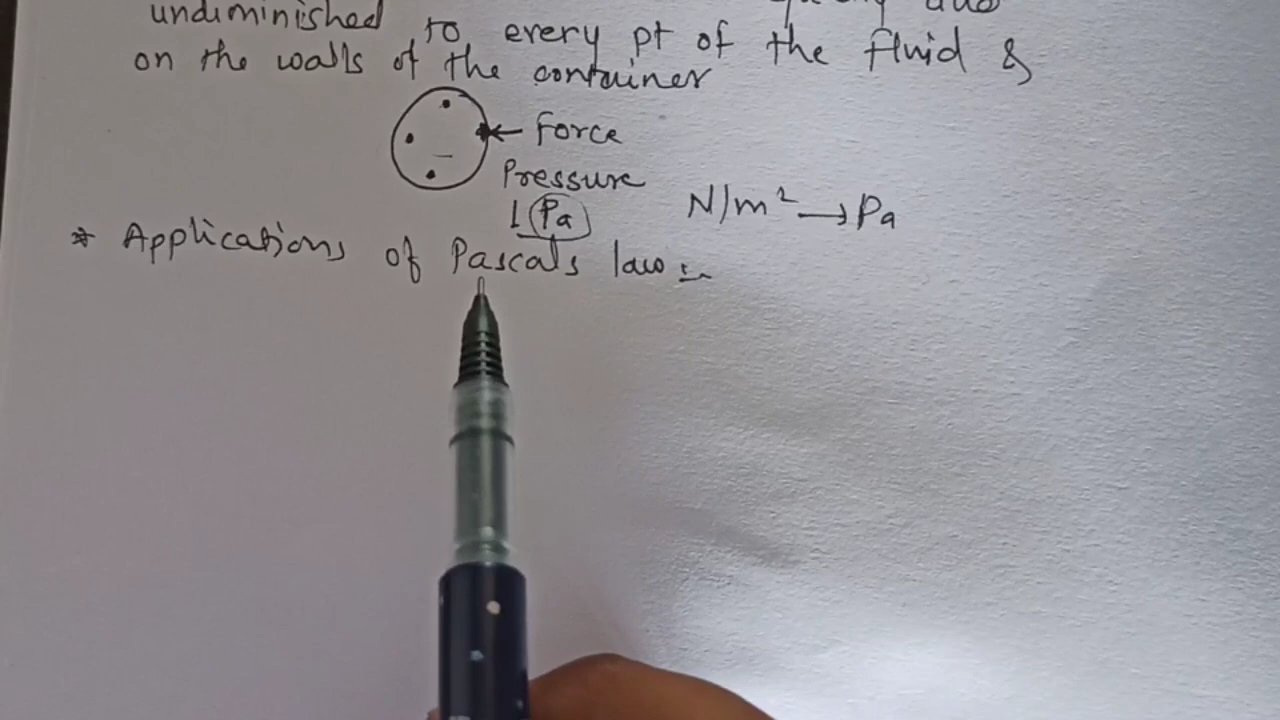 undiminished to every pt of the fluid &
on the walls of the container
← Force
Pressure
1 Pa N/m² → Pa
* Applications of Pascals law :-